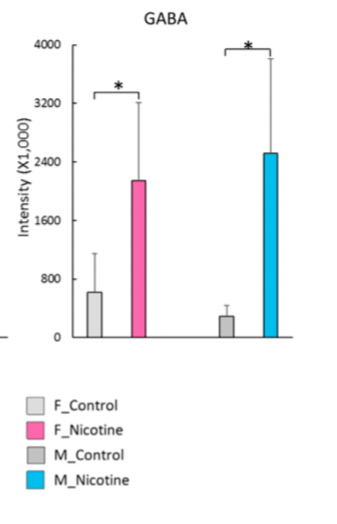 GABA
4000
3200
2400
1600
800
0
Intensity (X1,000)
*
*
F_Control
F_Nicotine
M_Control
M_Nicotine